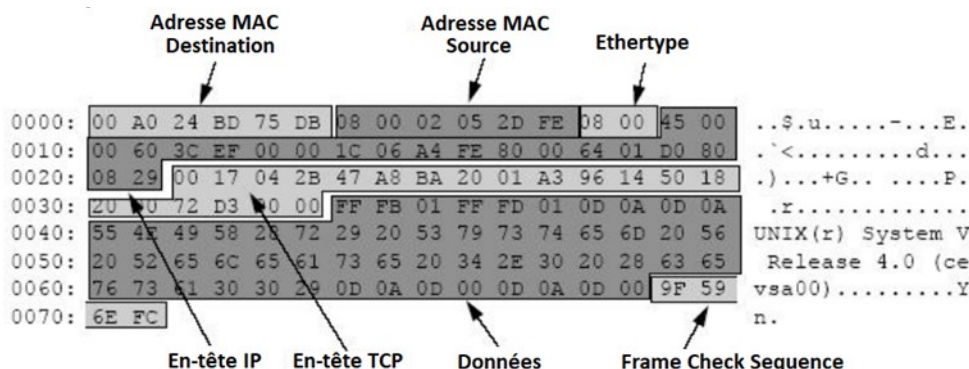 Adresse MAC Destination
Adresse MAC Source
Ethertype
0000: 00 A0 24 BD 75 DB 08 00 02 05 2D FE 08 00 45 00 ..$.u.....-...E.
0010: 00 60 3C EF 00 00 1C 06 A4 FE 80 00 64 01 D0 80 .`<.........d...
0020: 08 29 00 17 04 2B 47 A8 BA 20 01 A3 96 14 50 18 .)...+G.. ....P.
0030: 20 00 72 D3 00 00 FF FB 01 FF FD 01 0D 0A 0D 0A .r.............
0040: 55 4E 49 58 28 72 29 20 53 79 73 74 65 6D 20 56 UNIX(r) System V
0050: 20 52 65 6C 65 61 73 65 20 34 2E 30 20 28 63 65 Release 4.0 (ce
0060: 76 73 61 30 30 29 0D 0A 0D 00 0D 0A 0D 00 9F 59 vsa00).........Y
0070: 6E FC n.
En-tête IP
En-tête TCP
Données
Frame Check Sequence